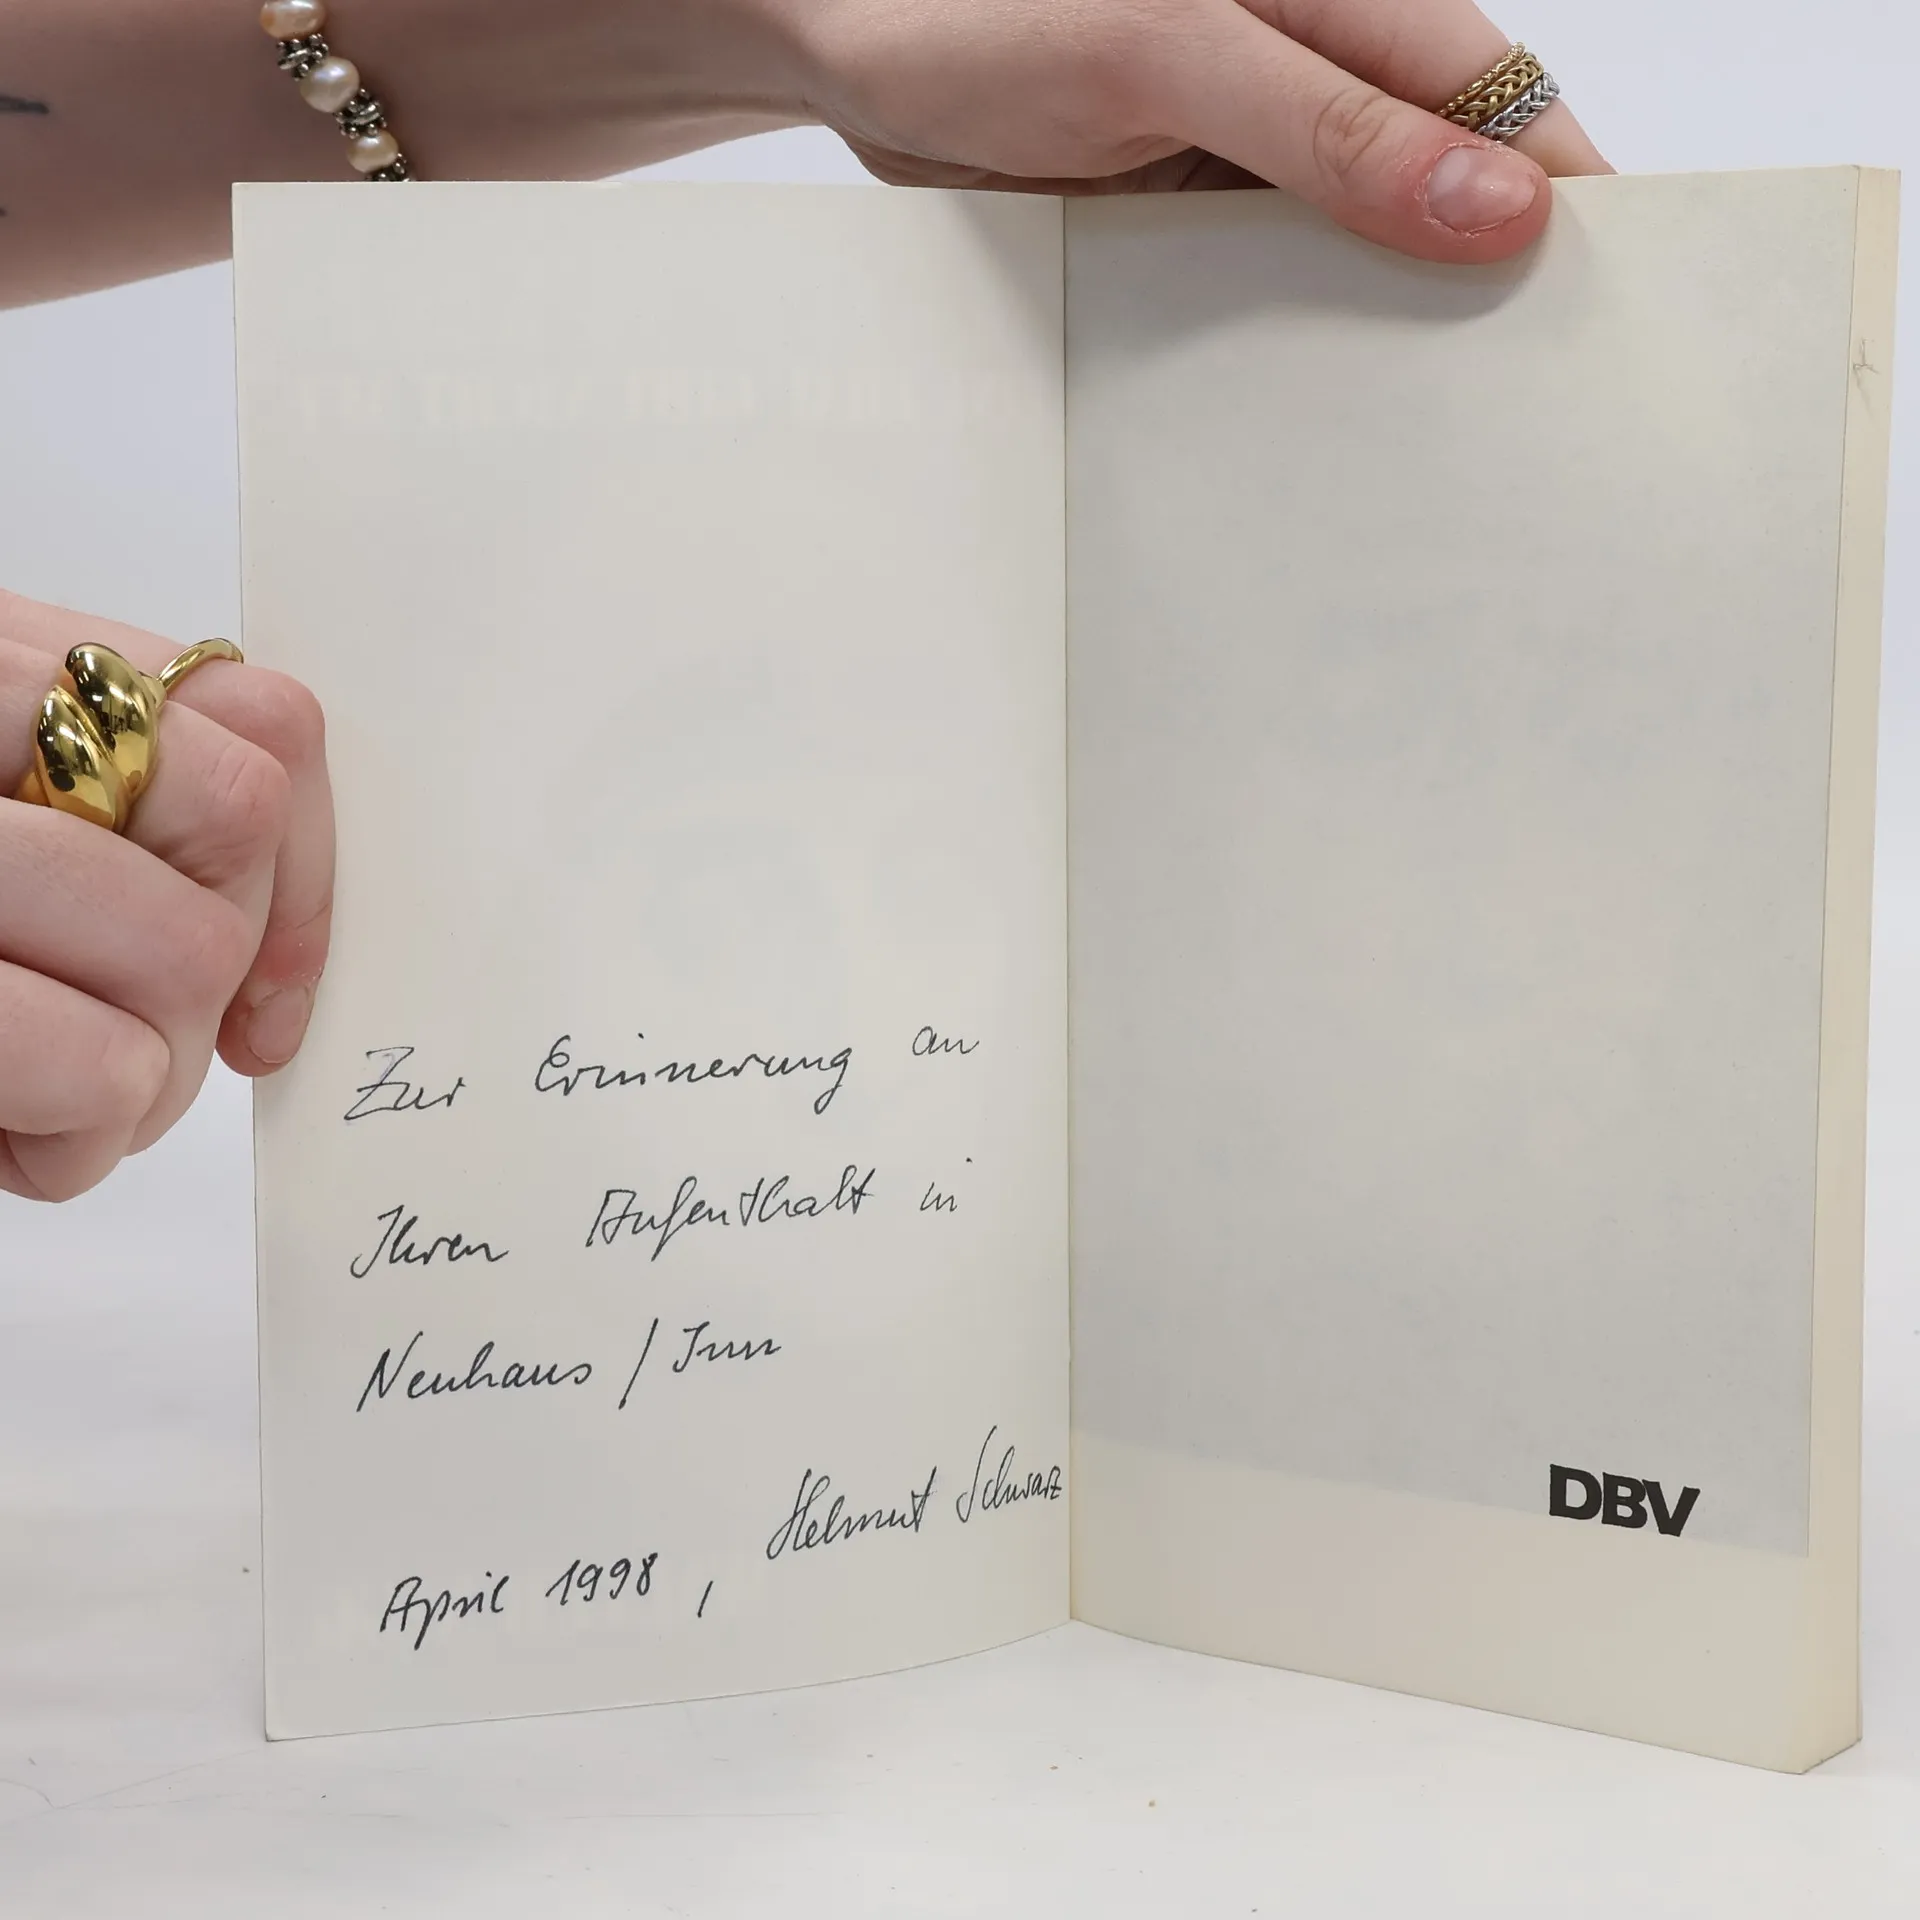 Zur Erinnerung an
Ihren Aufenthalt in
Neuhaus / Inn
Helmut Schwarz
April 1998 ,
DBV